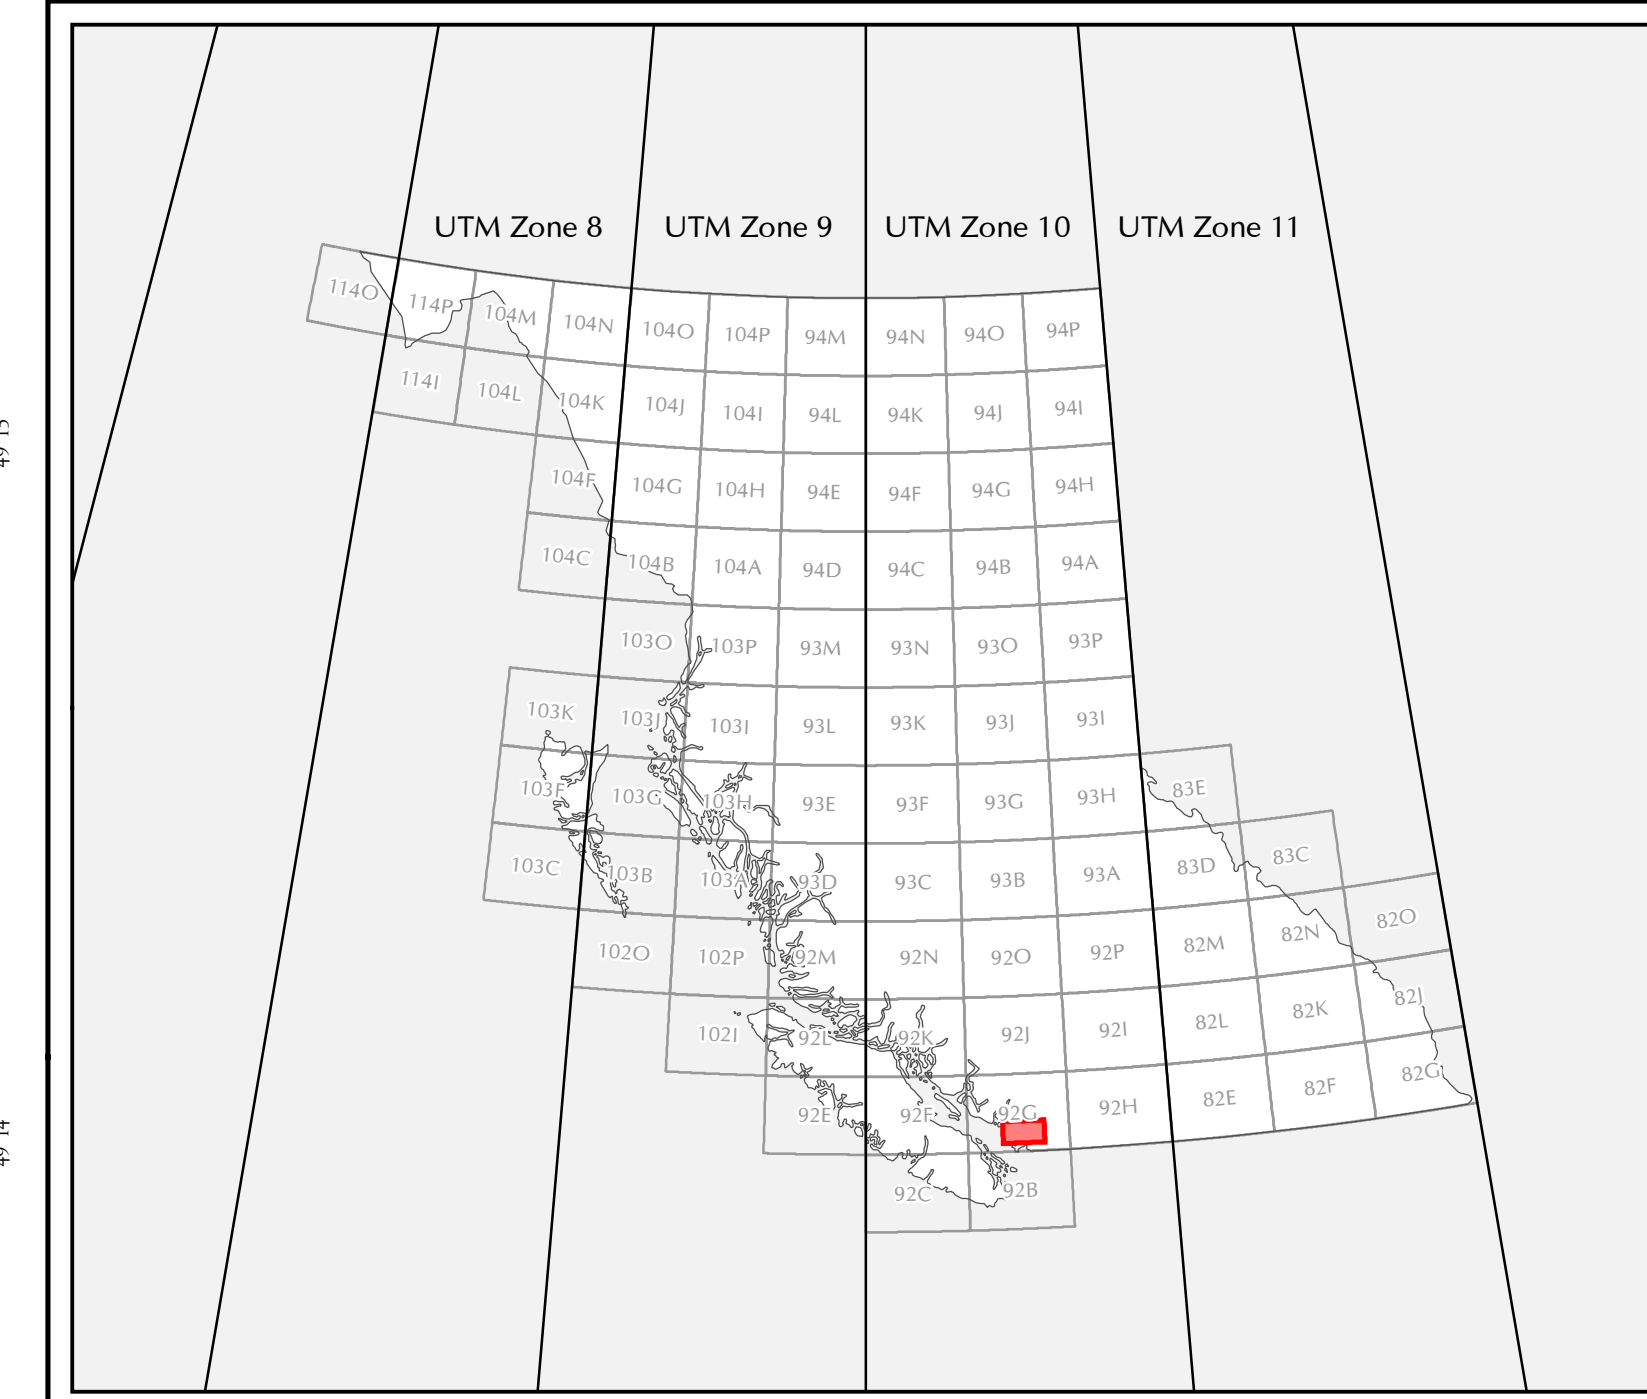 UTM Zone 8 UTM Zone 9 UTM Zone 10 UTM Zone 11
114O 114P 104M 104N 104O 104P 94M 94N 94O 94P
114I 104L 104K 104J 104I 94L 94K 94J 94I
104F 104G 104H 94E 94F 94G 94H
104C 104B 104A 94D 94C 94B 94A
103O 103P 93M 93N 93O 93P
103K 103J 103I 93L 93K 93J 93I
103F 103G 103H 93E 93F 93G 93H 83E
103C 103B 103A 93D 93C 93B 93A 83D 83C
102O 102P 92M 92N 92O 92P 82M 82N 82O
102I 92L 92K 92J 92I 82L 82K 82J
92E 92F 92G 92H 82E 82F 82G
92C 92B